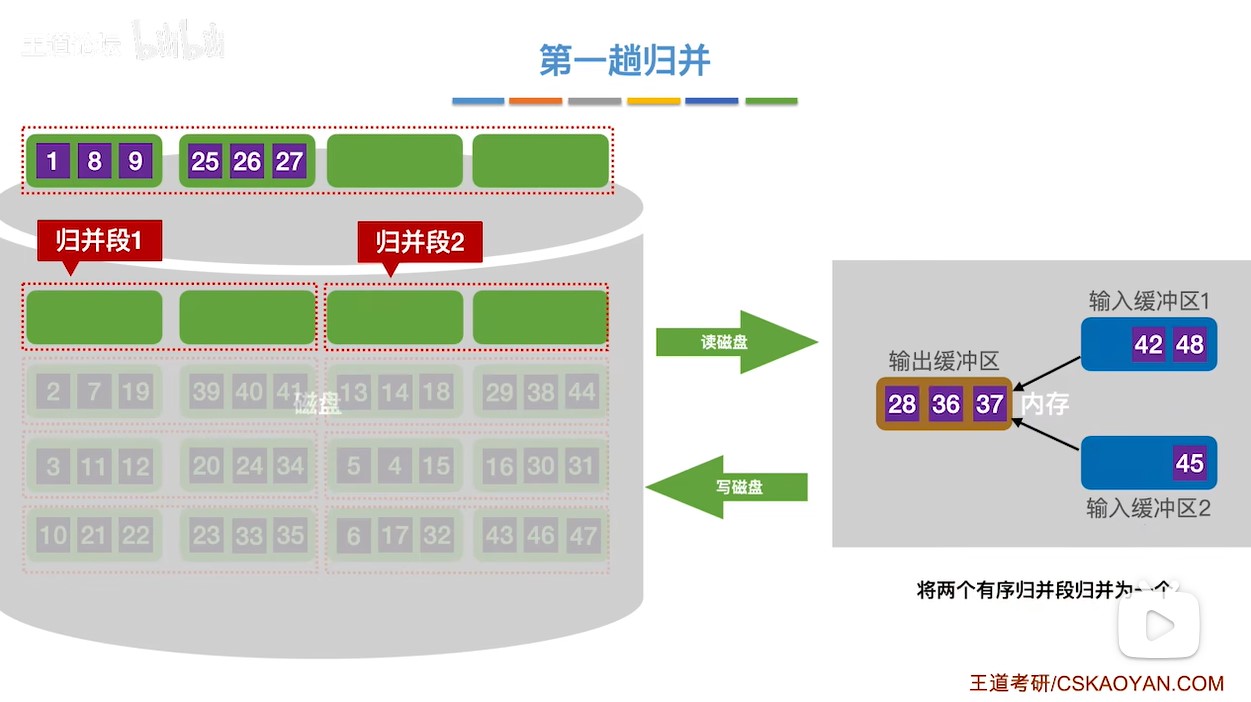 王道论坛 bilibili
第一趟归并
1 8 9 25 26 27
归并段1 归并段2
2 7 19 39 40 41 13 14 18 29 38 44
磁盘
3 11 12 20 24 34 5 4 15 16 30 31
10 21 22 23 33 35 6 17 32 43 46 47
读磁盘
写磁盘
输入缓冲区1
42 48
输出缓冲区
28 36 37
内存
45
输入缓冲区2
将两个有序归并段归并为一个
王道考研/CSKAOYAN.COM